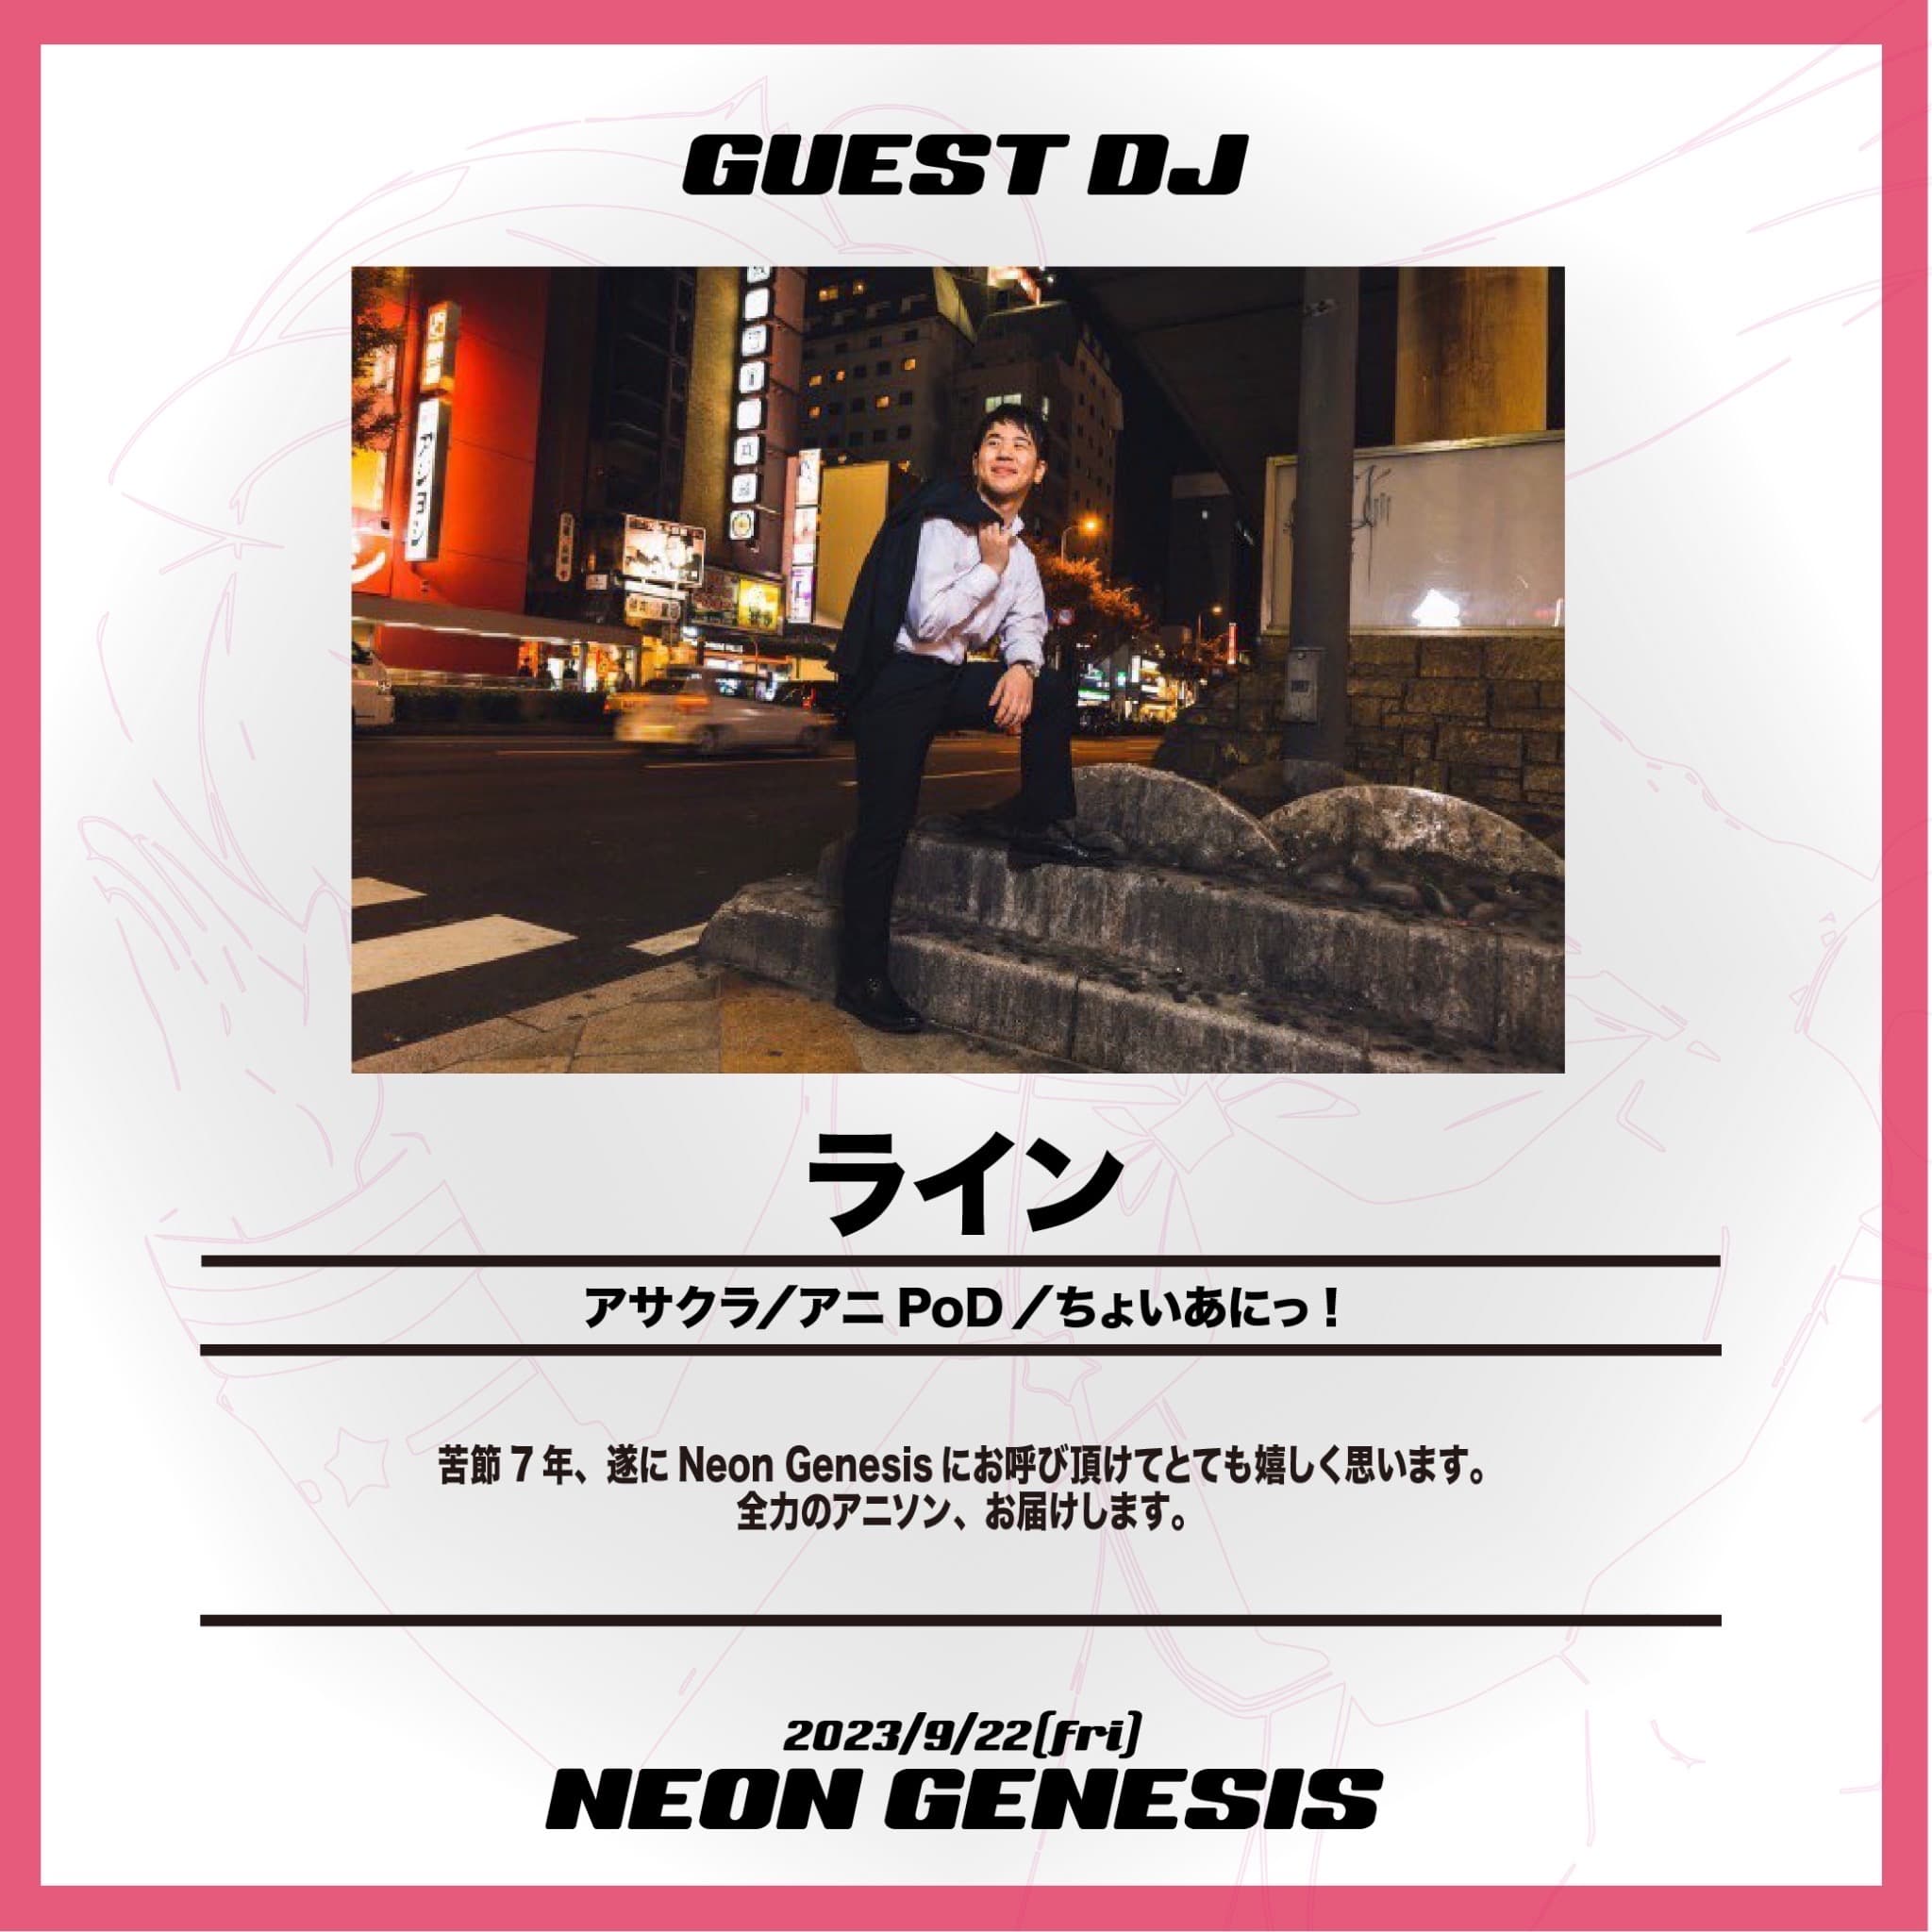 GUEST DJ
ライン
アサクラ／アニPoD／ちょいあにっ！
苦節7年、遂にNeon Genesisにお呼び頂けてとても嬉しく思います。
全力のアニソン、お届けします。
2023/9/22(fri)
NEON GENESIS